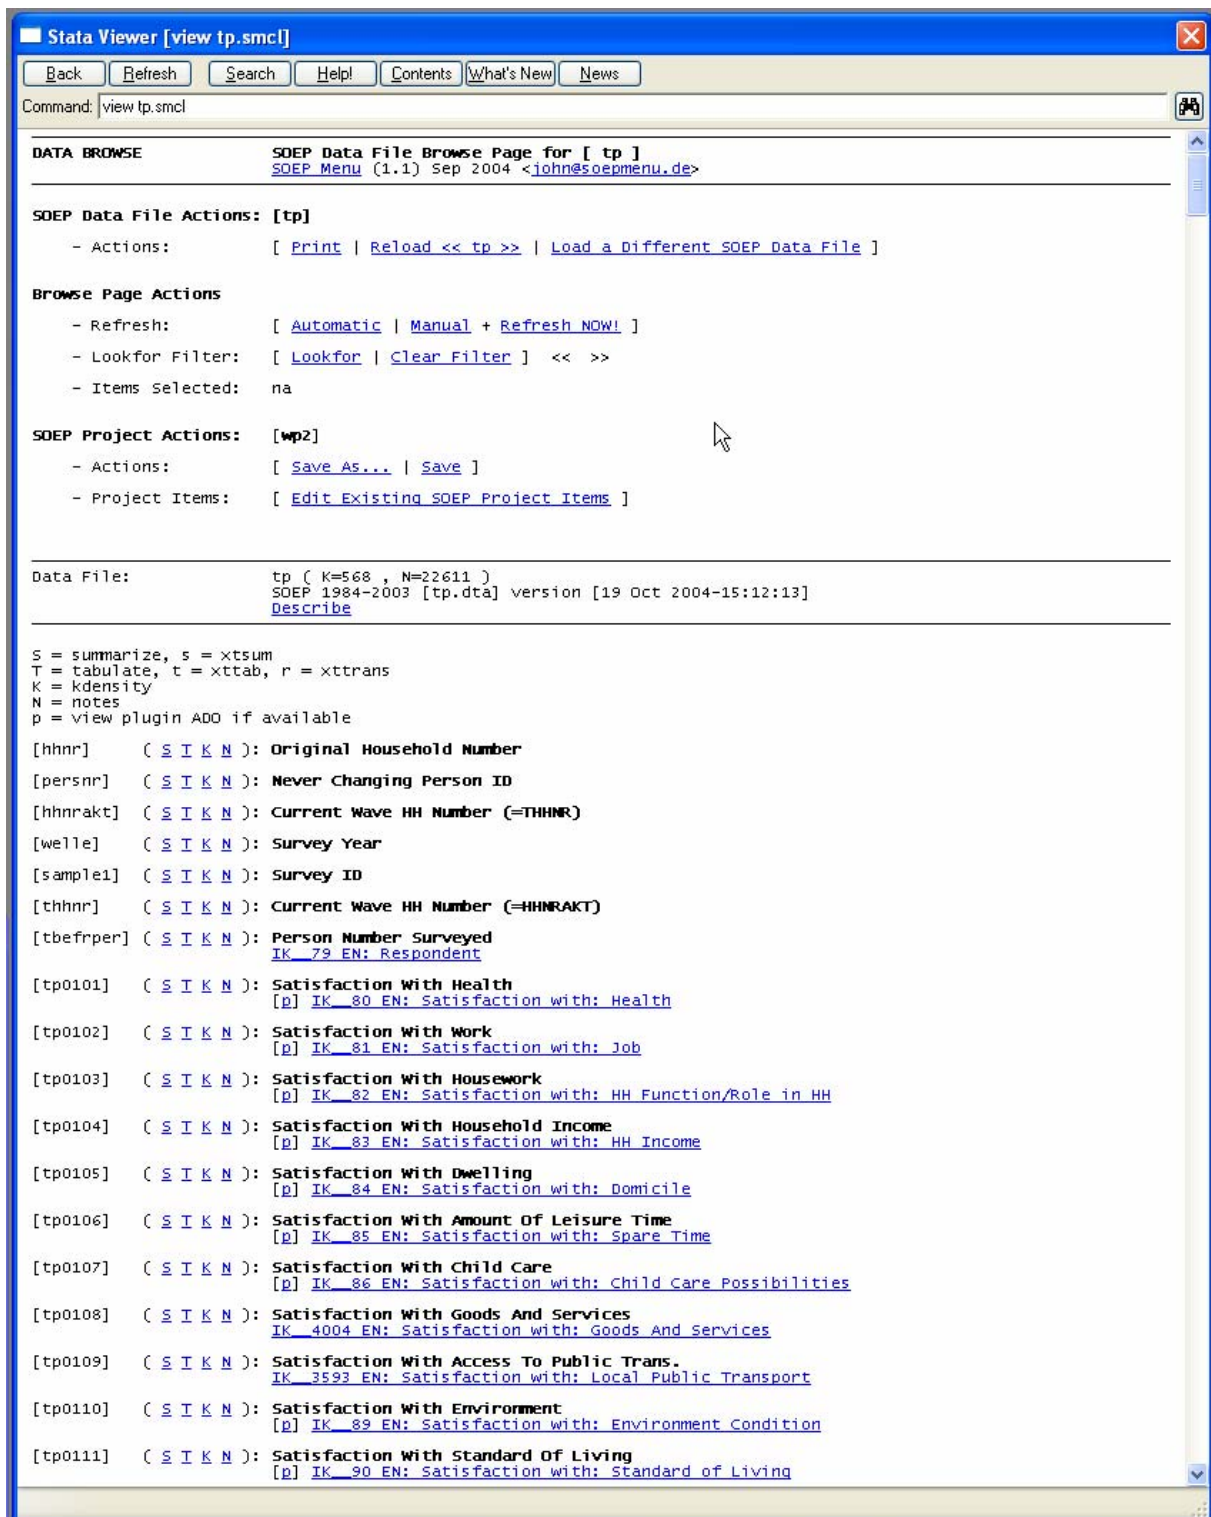 Stata Viewer [view tp.smcl]
Back Refresh Search Help! Contents What's New News
Command: view tp.smcl
DATA BROWSE SOEP Data File Browse Page for [ tp ]
SOEP Menu (1.1) Sep 2004 <john@soepmenu.de>
SOEP Data File Actions: [tp]
- Actions: [ Print | Reload << tp >> | Load a Different SOEP Data File ]
Browse Page Actions
- Refresh: [ Automatic | Manual + Refresh NOW! ]
- Lookfor Filter: [ Lookfor | Clear Filter ] << >>
- Items Selected: na
SOEP Project Actions: [wp2]
- Actions: [ Save As... | Save ]
- Project Items: [ Edit Existing SOEP Project Items ]
Data File: tp ( K=568 , N=22611 )
SOEP 1984-2003 [tp.dta] version [19 Oct 2004-15:12:13]
Describe
S = summarize, s = xtsum
T = tabulate, t = xttab, r = xttrans
K = kdensity
N = notes
p = view plugin ADO if available
[hhnr] ( S T K N ): Original Household Number
[persnr] ( S T K N ): Never Changing Person ID
[hhnrakt] ( S T K N ): Current Wave HH Number (=THHNR)
[welle] ( S T K N ): Survey Year
[sample1] ( S T K N ): Survey ID
[thhnr] ( S T K N ): Current Wave HH Number (=HHNRAKT)
[tbefrper] ( S T K N ): Person Number Surveyed
IK__79 EN: Respondent
[tp0101] ( S T K N ): Satisfaction With Health
[p] IK__80 EN: Satisfaction with: Health
[tp0102] ( S T K N ): Satisfaction With Work
[p] IK__81 EN: Satisfaction with: Job
[tp0103] ( S T K N ): Satisfaction With Housework
[p] IK__82 EN: Satisfaction with: HH Function/Role in HH
[tp0104] ( S T K N ): Satisfaction With Household Income
[p] IK__83 EN: Satisfaction with: HH Income
[tp0105] ( S T K N ): Satisfaction With Dwelling
[p] IK__84 EN: Satisfaction with: Domicile
[tp0106] ( S T K N ): Satisfaction With Amount Of Leisure Time
[p] IK__85 EN: Satisfaction with: Spare Time
[tp0107] ( S T K N ): Satisfaction With Child Care
[p] IK__86 EN: Satisfaction with: Child Care Possibilities
[tp0108] ( S T K N ): Satisfaction With Goods And Services
IK__4004 EN: Satisfaction with: Goods And Services
[tp0109] ( S T K N ): Satisfaction With Access To Public Trans.
IK__3593 EN: Satisfaction with: Local Public Transport
[tp0110] ( S T K N ): Satisfaction With Environment
[p] IK__89 EN: Satisfaction with: Environment Condition
[tp0111] ( S T K N ): Satisfaction With Standard Of Living
[p] IK__90 EN: Satisfaction with: Standard of Living